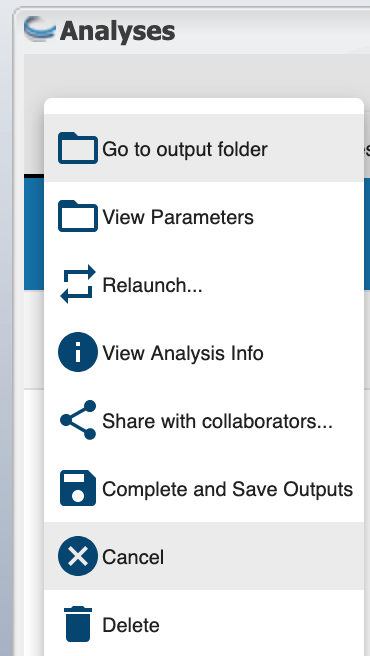 Analyses
Go to output folder
View Parameters
Relaunch...
View Analysis Info
Share with collaborators...
Complete and Save Outputs
Cancel
Delete